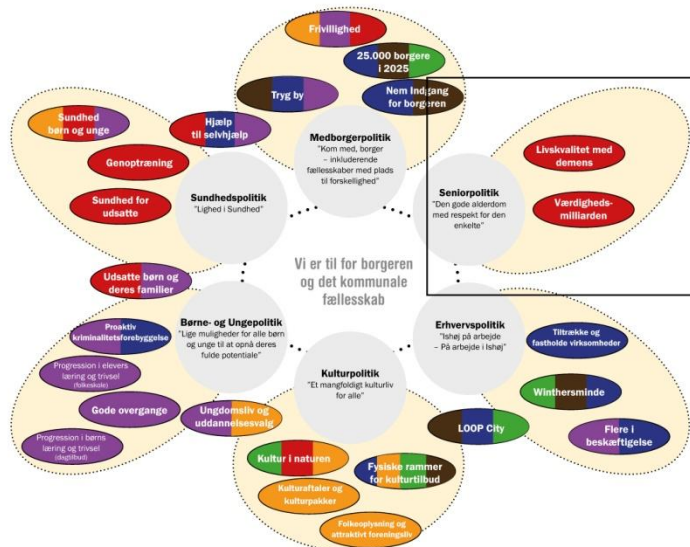 Frivillighed
25.000 borgere
i 2025
Tryg by
Nem Indgang
for borgeren
Medborgerpolitik
"Kom med, borger
– inkluderende
fællesskaber med plads
til forskellighed"
Sundhed
børn og unge
Hjælp
til selvhjælp
Genoptræning
Sundhed for
udsatte
Sundhedspolitik
"Lighed i Sundhed"
Seniorpolitik
"Den gode alderdom
med respekt for den
enkelte"
Livskvalitet med
demens
Værdigheds-
milliarden
Vi er til for borgeren
og det kommunale
fællesskab
Udsatte børn og
deres familier
Børne- og Ungepolitik
"Lige muligheder for alle børn
og unge til at opnå deres
fulde potentiale"
Proaktiv
kriminalitetsforebyggelse
Progression i elevers
læring og trivsel
(folkeskole)
Gode overgange
Progression i børns
læring og trivsel
(dagtilbud)
Ungdomsliv og
uddannelsesvalg
Kulturpolitik
"Et mangfoldigt kulturliv
for alle"
Kultur i naturen
Fysiske rammer
for kulturtilbud
Kulturaftaler og
kulturpakker
Folkeoplysning og
attraktivt foreningsliv
Erhvervspolitik
"Ishøj på arbejde
– På arbejde i Ishøj"
Tiltrække og
fastholde virksomheder
Winthersminde
LOOP City
Flere i
beskæftigelse